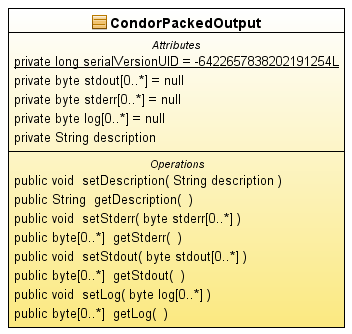 CondorPackedOutput
Attributes
private long serialVersionUID = -6422657838202191254L
private byte stdout[0..*] = null
private byte stderr[0..*] = null
private byte log[0..*] = null
private String description
Operations
public void setDescription( String description )
public String getDescription( )
public void setStderr( byte stderr[0..*] )
public byte[0..*] getStderr( )
public void setStdout( byte stdout[0..*] )
public byte[0..*] getStdout( )
public void setLog( byte log[0..*] )
public byte[0..*] getLog( )